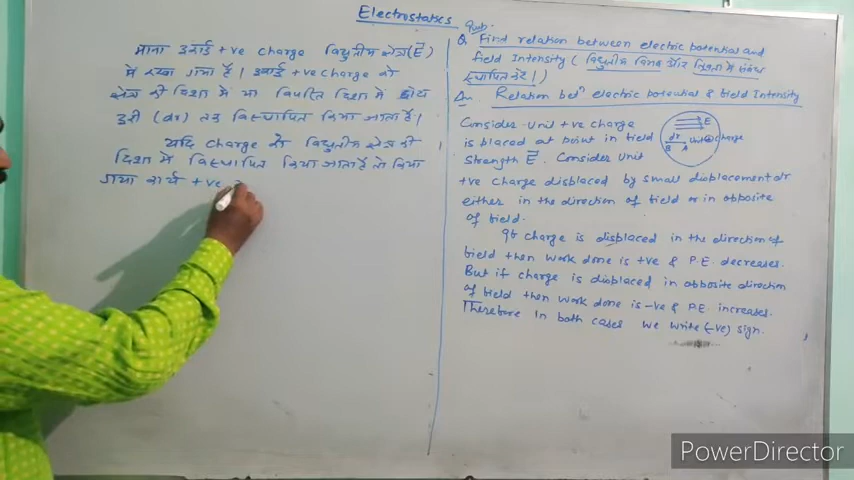 Electrostatics
माना इकाई +ve charge विद्युतीय क्षेत्र (E⃗)
में रखा गया है। इकाई +ve charge को
क्षेत्र की दिशा में या विपरित दिशा में
दूरी (dr) तक विस्थापित किया जाता है।
यदि charge को विद्युतीय क्षेत्र की
दिशा में विस्थापित किया जाता है तो किया
गया कार्य +ve
Q. Find relation between electric potential and
field Intensity ( विद्युतीय विभव और तीव्रता में संबंध
स्थापित करें।)
Relation betn electric potential & field Intensity
Consider unit +ve charge
is placed at point in field
strength E⃗. Consider Unit
E
dr
B A unit ⊕ charge
+ve charge displaced by small displacement dr
either in the direction of field or in opposite
of field.
If charge is displaced in the direction of
field then work done is +ve & P.E. decreases.
But if charge is displaced in opposite direction
of field then work done is -ve & P.E. increases.
Therefore in both cases we write (-ve) sign.
PowerDirector